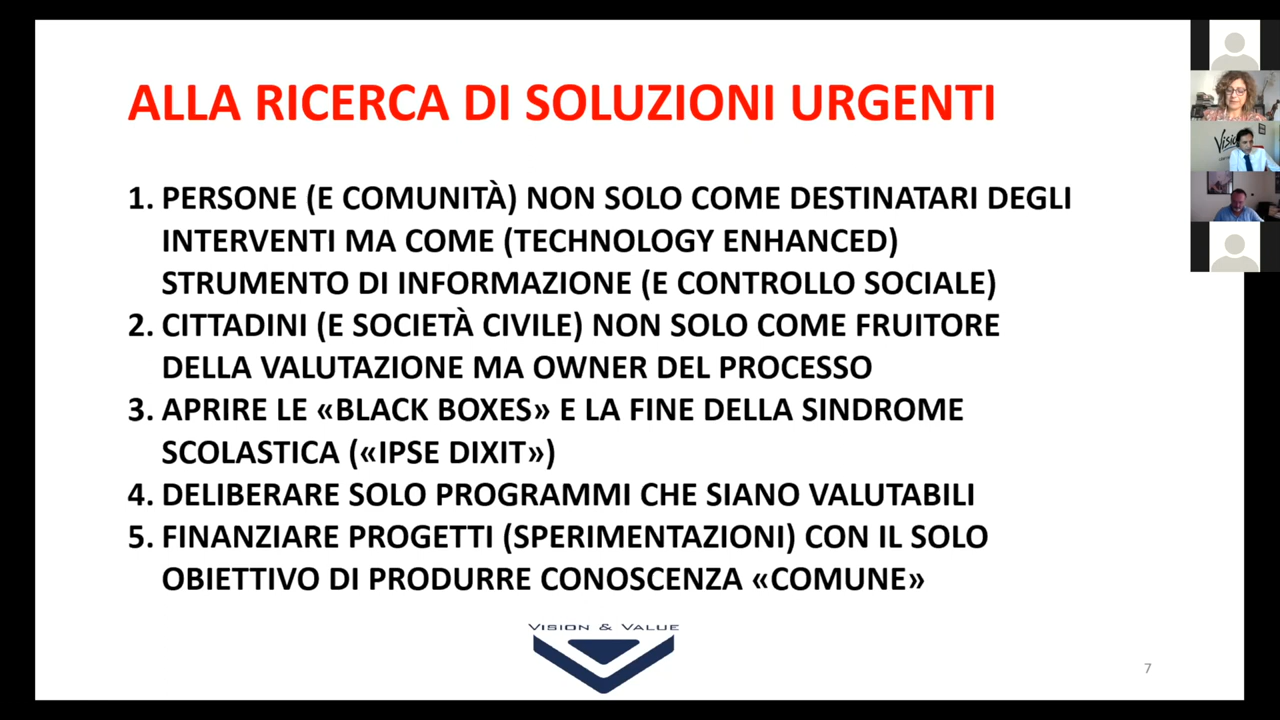 ALLA RICERCA DI SOLUZIONI URGENTI
1. PERSONE (E COMUNITÀ) NON SOLO COME DESTINATARI DEGLI
INTERVENTI MA COME (TECHNOLOGY ENHANCED)
STRUMENTO DI INFORMAZIONE (E CONTROLLO SOCIALE)
2. CITTADINI (E SOCIETÀ CIVILE) NON SOLO COME FRUITORE
DELLA VALUTAZIONE MA OWNER DEL PROCESSO
3. APRIRE LE «BLACK BOXES» E LA FINE DELLA SINDROME
SCOLASTICA («IPSE DIXIT»)
4. DELIBERARE SOLO PROGRAMMI CHE SIANO VALUTABILI
5. FINANZIARE PROGETTI (SPERIMENTAZIONI) CON IL SOLO
OBIETTIVO DI PRODURRE CONOSCENZA «COMUNE»
VISION & VALUE
7